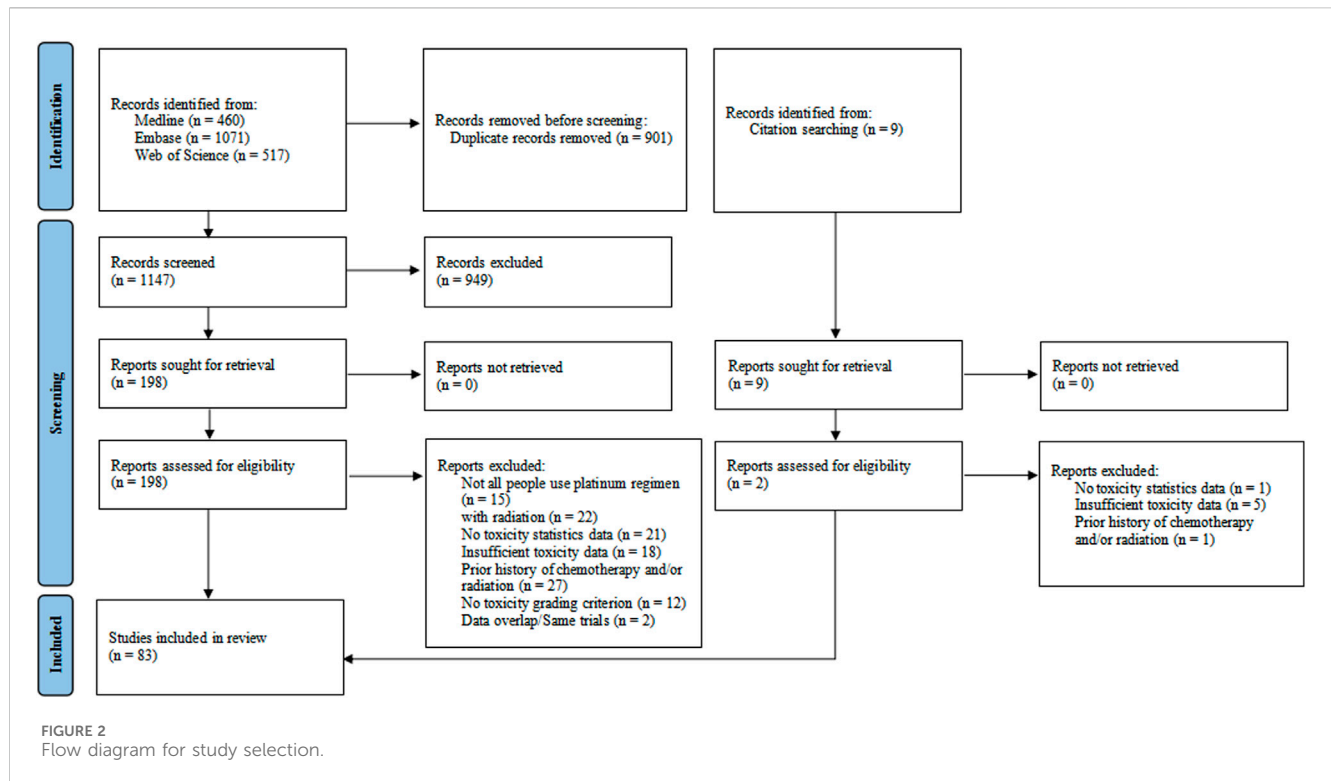 Identification
Records identified from:
Medline (n = 460)
Embase (n = 1071)
Web of Science (n = 517)
Records removed before screening:
Duplicate records removed (n = 901)
Records identified from:
Citation searching (n = 9)
Screening
Records screened
(n = 1147)
Records excluded
(n = 949)
Reports sought for retrieval
(n = 198)
Reports not retrieved
(n = 0)
Reports sought for retrieval
(n = 9)
Reports not retrieved
(n = 0)
Reports assessed for eligibility
(n = 198)
Reports excluded:
Not all people use platinum regimen
(n = 15)
with radiation (n = 22)
No toxicity statistics data (n = 21)
Insufficient toxicity data (n = 18)
Prior history of chemotherapy and/or
radiation (n = 27)
No toxicity grading criterion (n = 12)
Data overlap/Same trials (n = 2)
Reports assessed for eligibility
(n = 2)
Reports excluded:
No toxicity statistics data (n = 1)
Insufficient toxicity data (n = 5)
Prior history of chemotherapy
and/or radiation (n = 1)
Included
Studies included in review
(n = 83)
FIGURE 2
Flow diagram for study selection.